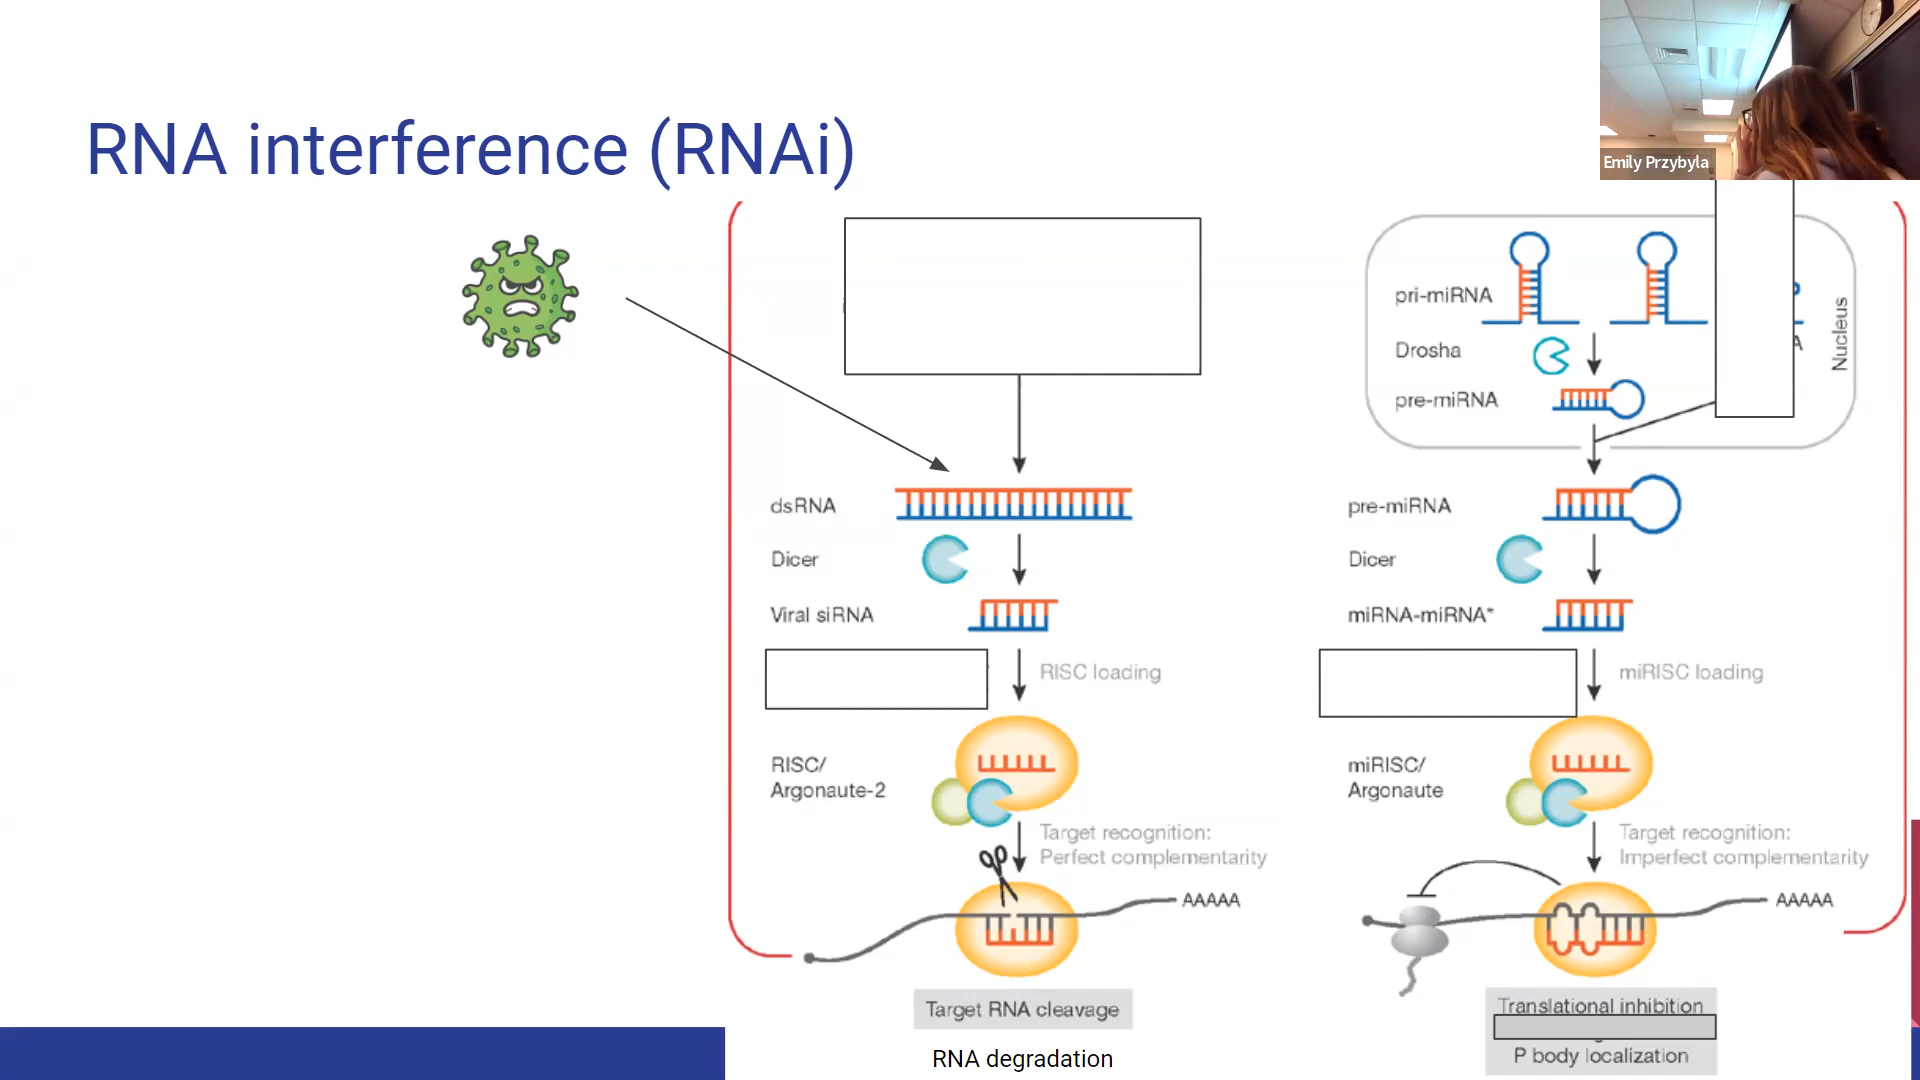 RNA interference (RNAi)
Emily Przybyla
dsRNA
Dicer
Viral siRNA
RISC loading
RISC/
Argonaute-2
Target recognition:
Perfect complementarity
AAAAA
Target RNA cleavage
RNA degradation
pri-miRNA
Drosha
pre-miRNA
Nucleus
pre-miRNA
Dicer
miRNA-miRNA*
miRISC loading
miRISC/
Argonaute
Target recognition:
Imperfect complementarity
AAAAA
Translational inhibition
P body localization